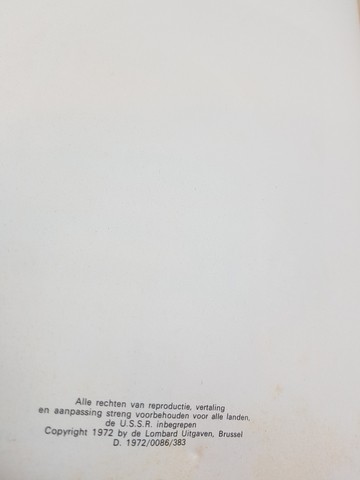 Alle rechten van reproductie, vertaling
en aanpassing streng voorbehouden voor alle landen,
de U.S.S.R. inbegrepen
Copyright 1972 by de Lombard Uitgaven, Brussel
D. 1972/0086/383